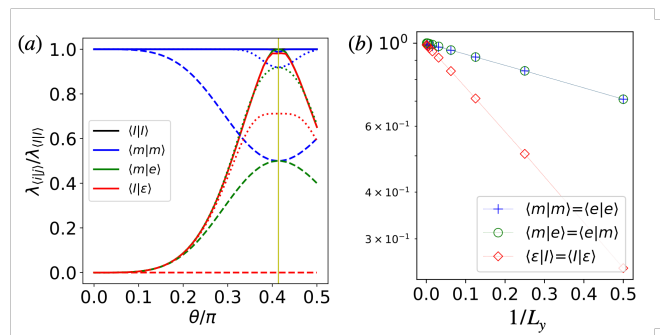 (a)
1.0
0.8
0.6
0.4
0.2
0.0
λ⟨i|j⟩/λ⟨I|I⟩
⟨I|I⟩
⟨m|m⟩
⟨m|e⟩
⟨I|ε⟩
0.0 0.1 0.2 0.3 0.4 0.5
θ/π
(b)
10⁰
6 × 10⁻¹
4 × 10⁻¹
3 × 10⁻¹
⟨m|m⟩=⟨e|e⟩
⟨m|e⟩=⟨e|m⟩
⟨ε|I⟩=⟨I|ε⟩
0.0 0.1 0.2 0.3 0.4 0.5
1/Ly